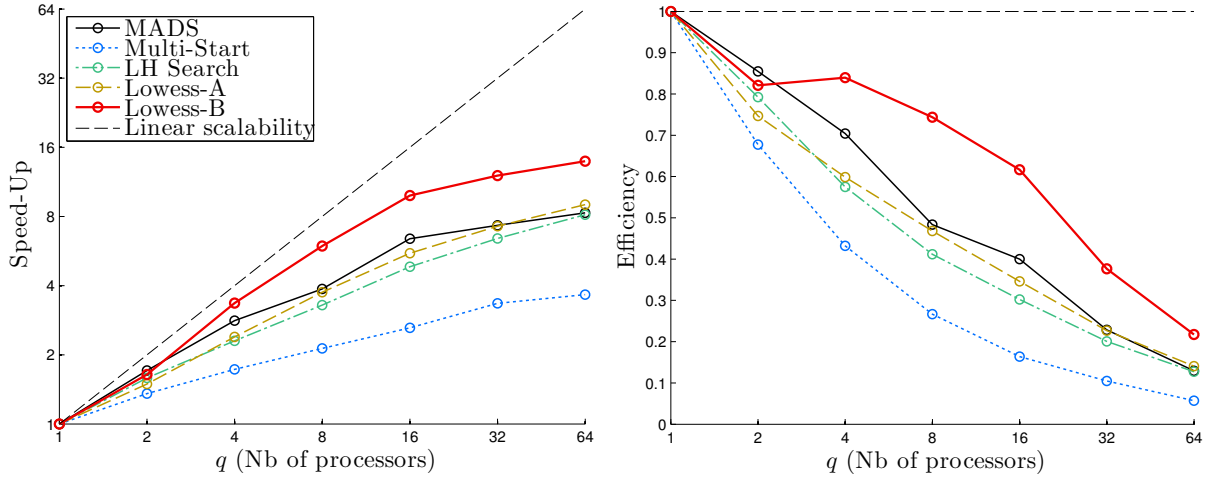 64
32
16
8
4
2
1
Speed-Up
MADS
Multi-Start
LH Search
Lowess-A
Lowess-B
Linear scalability
1 2 4 8 16 32 64
q (Nb of processors)
1
0.9
0.8
0.7
0.6
0.5
0.4
0.3
0.2
0.1
0
Efficiency
1 2 4 8 16 32 64
q (Nb of processors)